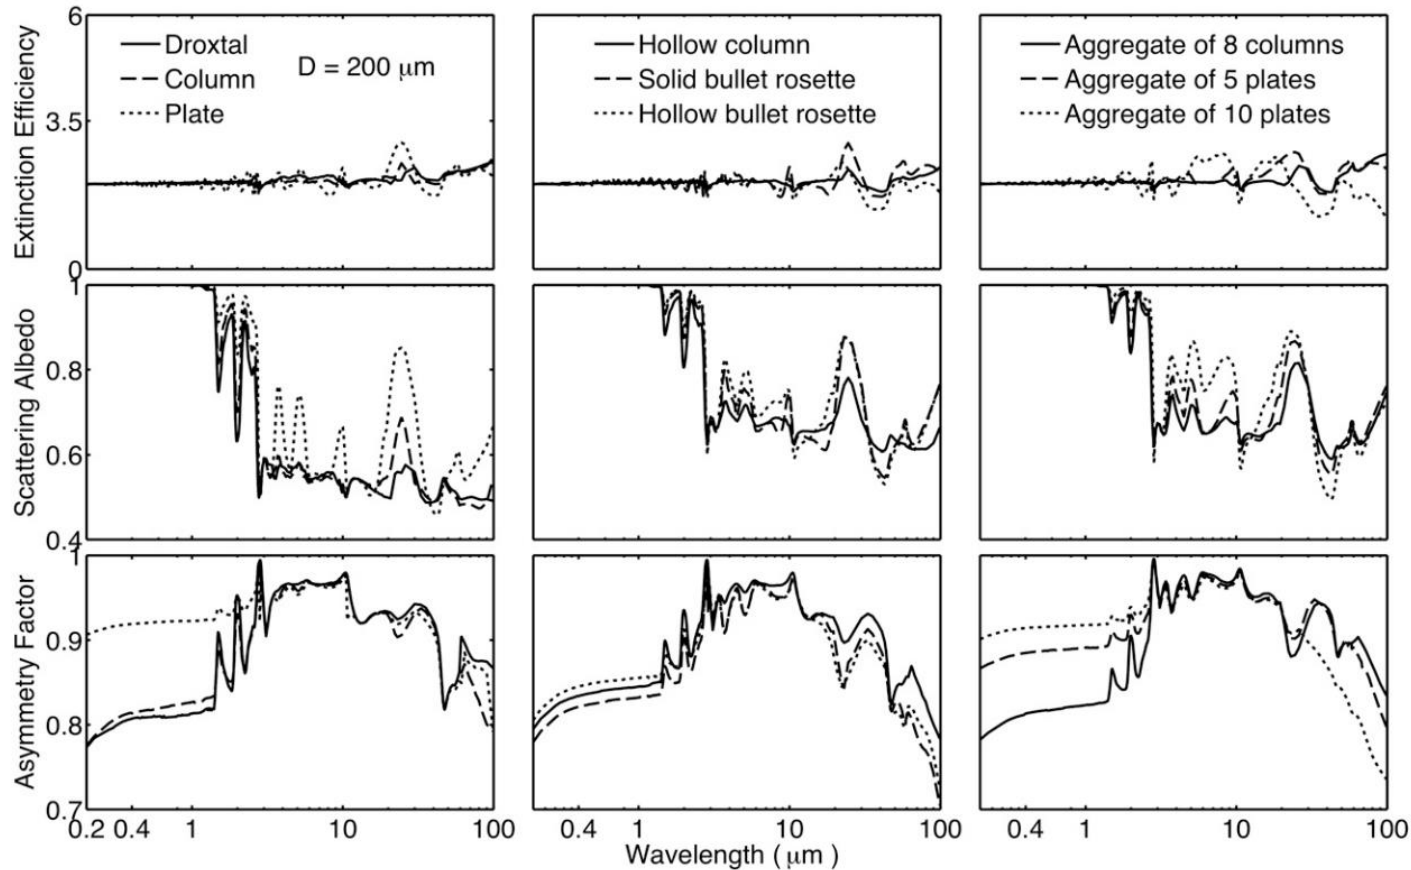 6
3.5
0
Extinction Efficiency
Droxtal
Column
Plate
D = 200 μm
Hollow column
Solid bullet rosette
Hollow bullet rosette
Aggregate of 8 columns
Aggregate of 5 plates
Aggregate of 10 plates
1
0.8
0.6
0.4
Scattering Albedo
1
0.9
0.8
0.7
Asymmetry Factor
0.2 0.4 1 10 100
0.4 1 10 100
0.4 1 10 100
Wavelength ( μm )